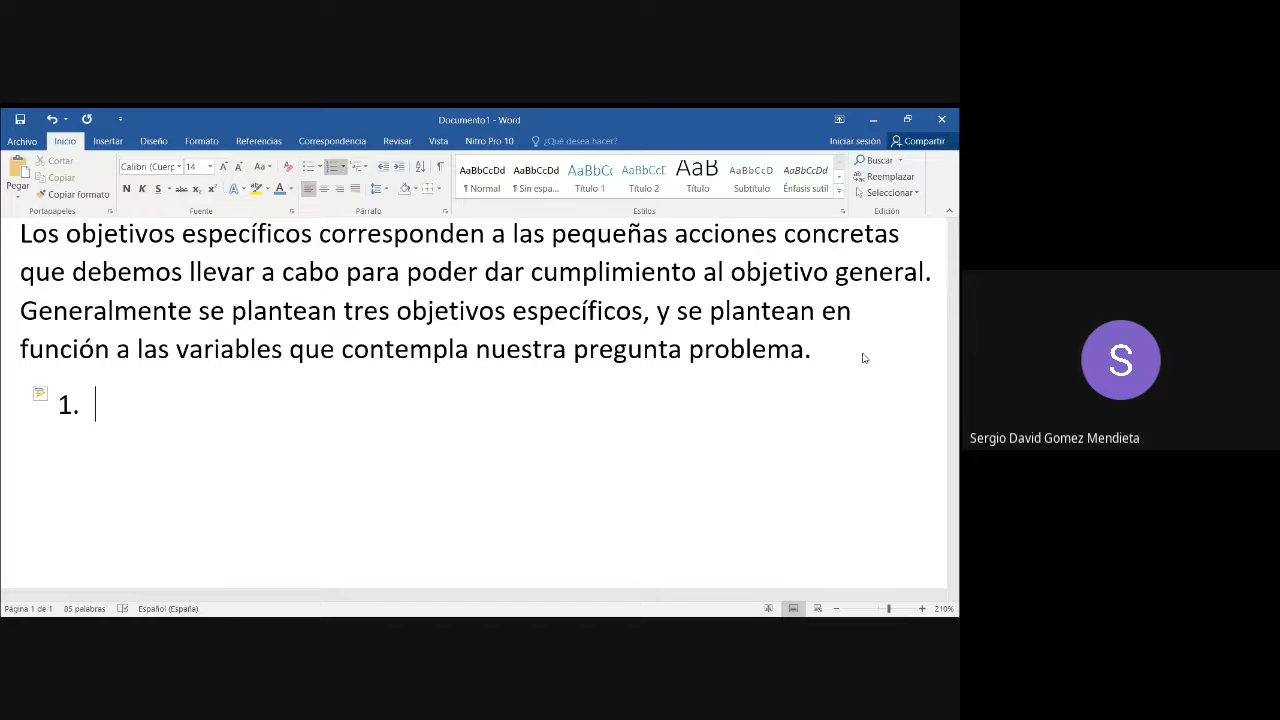 Documento1 - Word
Archivo Inicio Insertar Diseño Formato Referencias Correspondencia Revisar Vista Nitro Pro 10 ¿Qué desea hacer? Iniciar sesión Compartir
Pegar
Cortar
Copiar
Copiar formato
Portapapeles
Calibri (Cuerp 14
N K S abc x₂ x²
Fuente
Párrafo
AaBbCcDd AaBbCcDd AaBbCc AaBbCcE AaB AaBbCcD AaBbCcDd
¶ Normal ¶ Sin espa... Título 1 Título 2 Título Subtítulo Énfasis sutil
Estilos
Buscar
Reemplazar
Seleccionar
Edición
Los objetivos específicos corresponden a las pequeñas acciones concretas
que debemos llevar a cabo para poder dar cumplimiento al objetivo general.
Generalmente se plantean tres objetivos específicos, y se plantean en
función a las variables que contempla nuestra pregunta problema.
1.
Página 1 de 1 85 palabras Español (España) 210%
S
Sergio David Gomez Mendieta